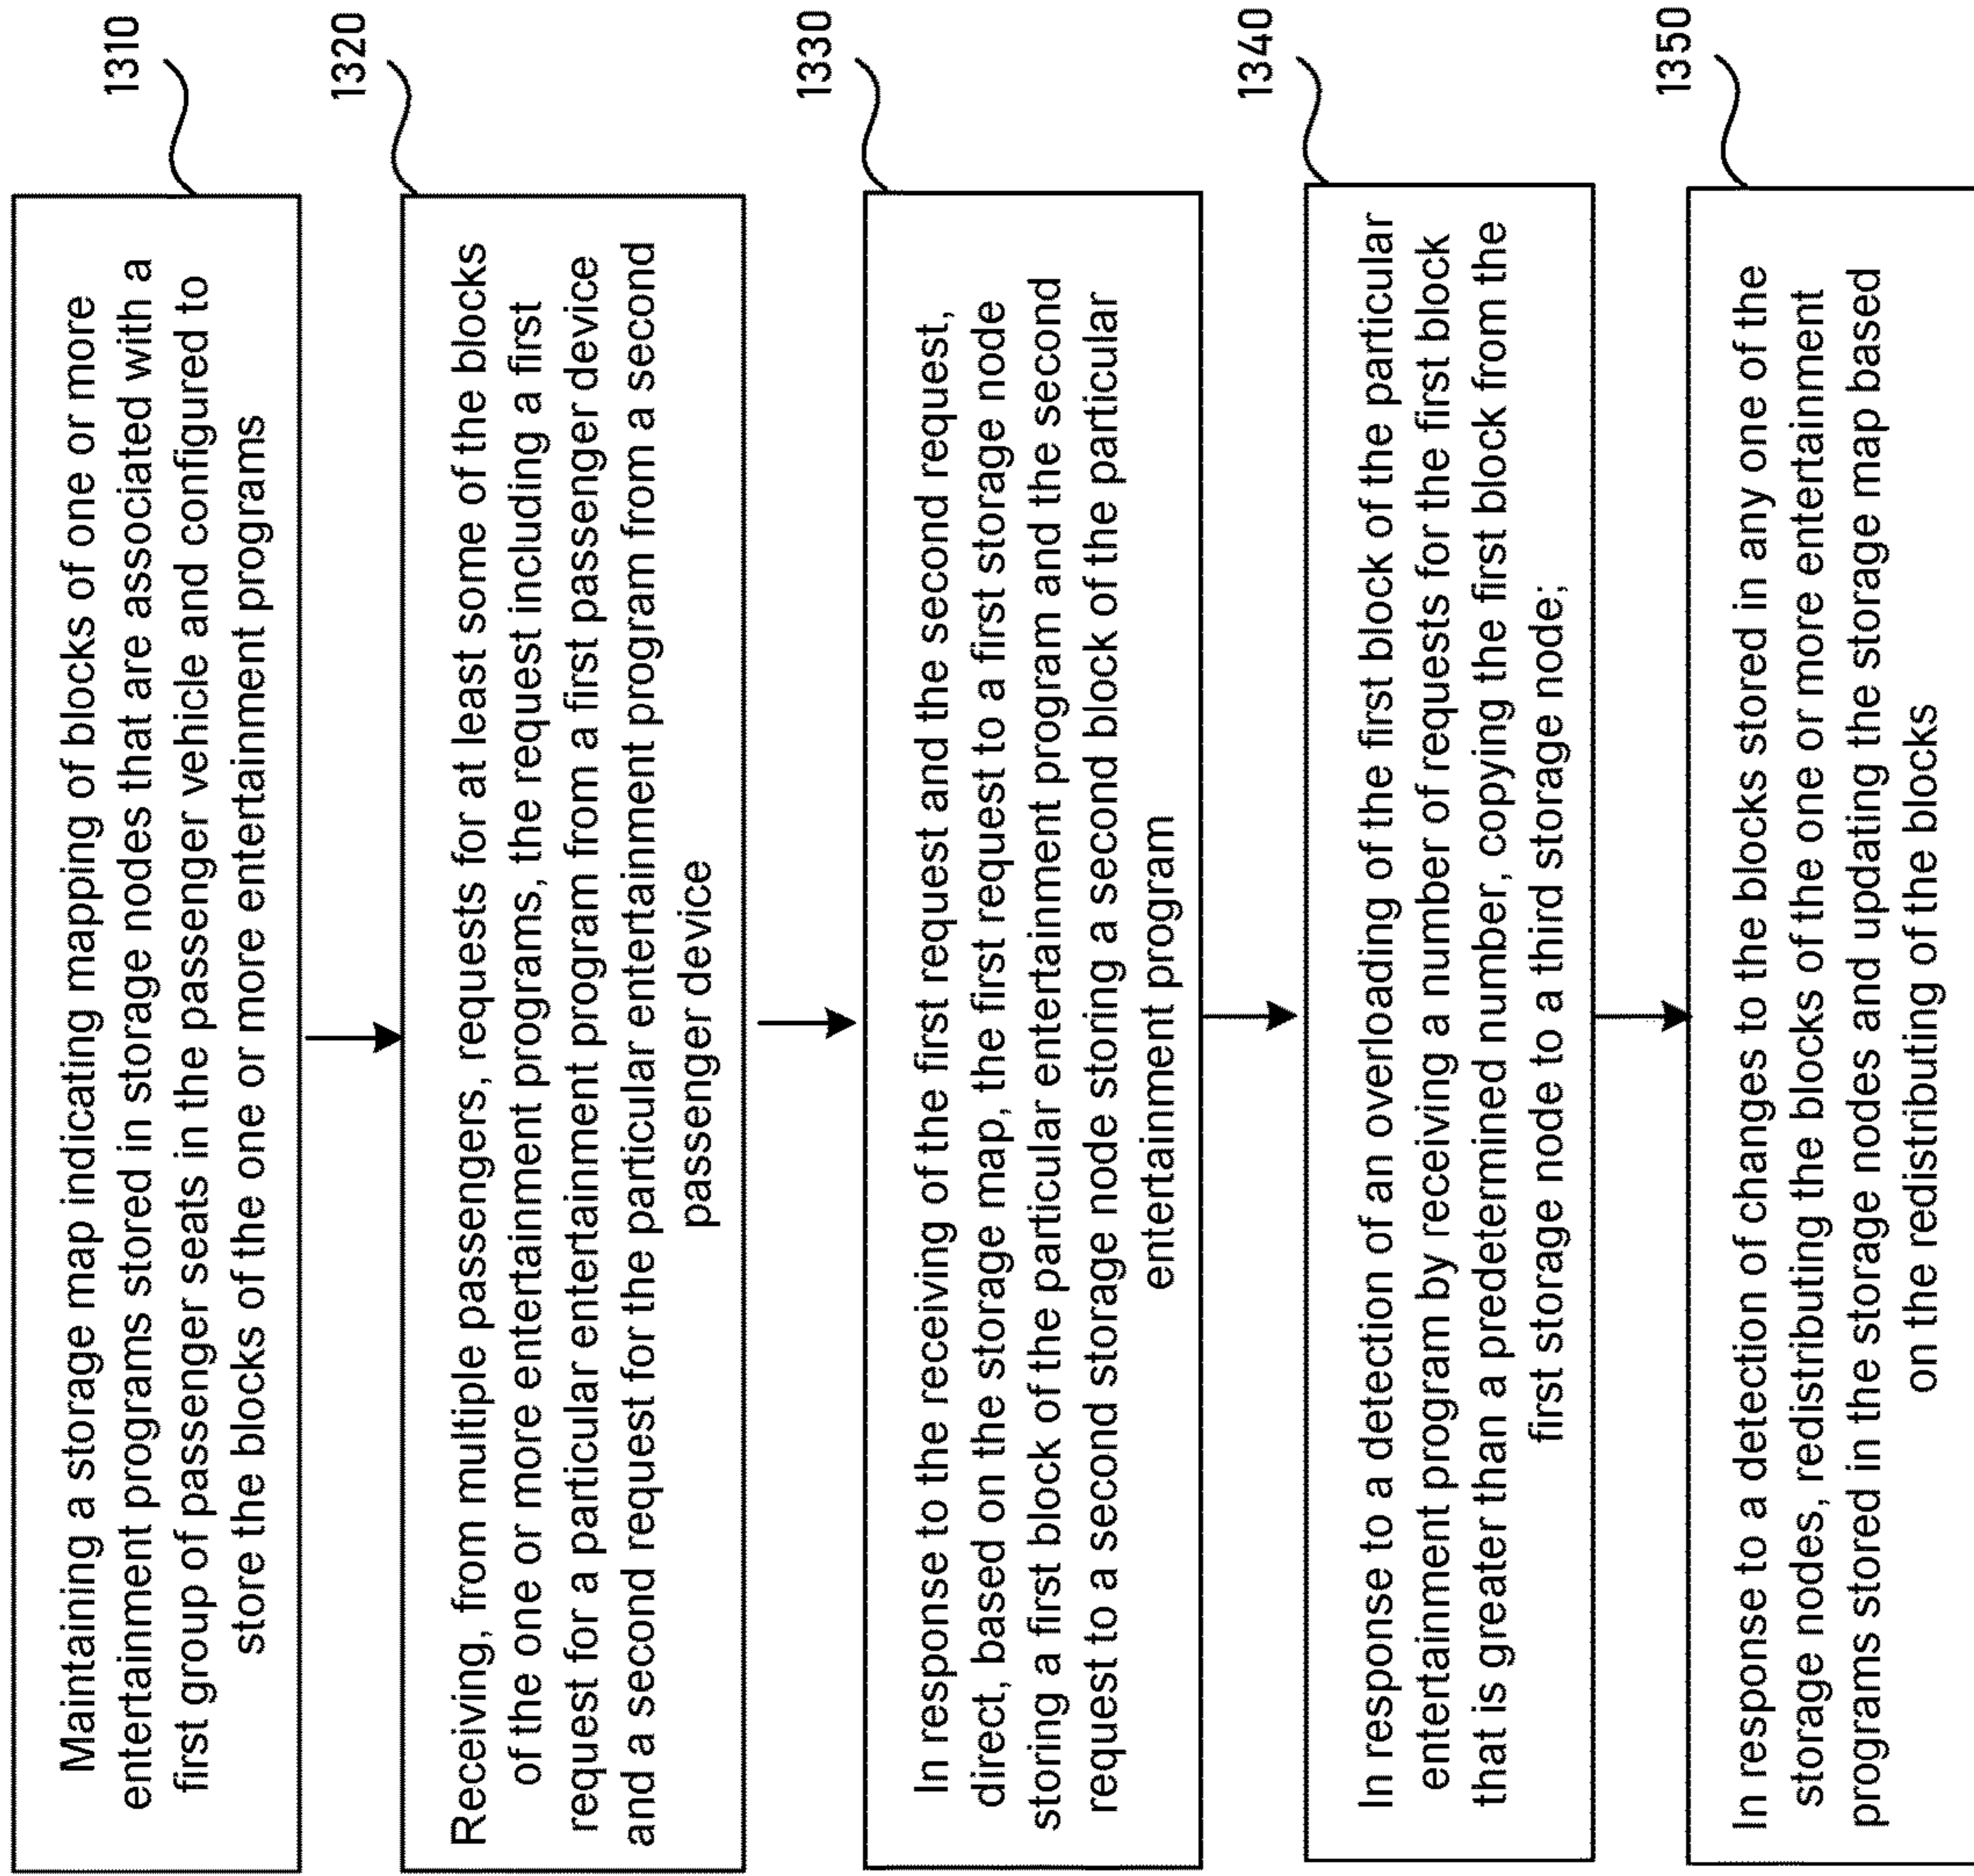 1310
Maintaining a storage map indicating mapping of blocks of one or more
entertainment programs stored in storage nodes that are associated with a
first group of passenger seats in the passenger vehicle and configured to
store the blocks of the one or more entertainment programs
1320
Receiving, from multiple passengers, requests for at least some of the blocks
of the one or more entertainment programs, the request including a first
request for a particular entertainment program from a first passenger device
and a second request for the particular entertainment program from a second
passenger device
1330
In response to the receiving of the first request and the second request,
direct, based on the storage map, the first request to a first storage node
storing a first block of the particular entertainment program and the second
request to a second storage node storing a second block of the particular
entertainment program
1340
In response to a detection of an overloading of the first block of the particular
entertainment program by receiving a number of requests for the first block
that is greater than a predetermined number, copying the first block from the
first storage node to a third storage node;
1350
In response to a detection of changes to the blocks stored in any one of the
storage nodes, redistributing the blocks of the one or more entertainment
programs stored in the storage nodes and updating the storage map based
on the redistributing of the blocks